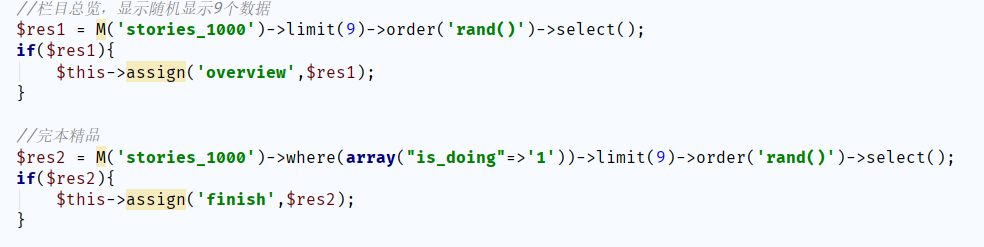 //栏目总览，显示随机显示9个数据
$res1 = M('stories_1000')->limit(9)->order('rand()')->select();
if($res1){
    $this->assign('overview',$res1);
}

//完本精品
$res2 = M('stories_1000')->where(array("is_doing"=>'1'))->limit(9)->order('rand()')->select();
if($res2){
    $this->assign('finish',$res2);
}